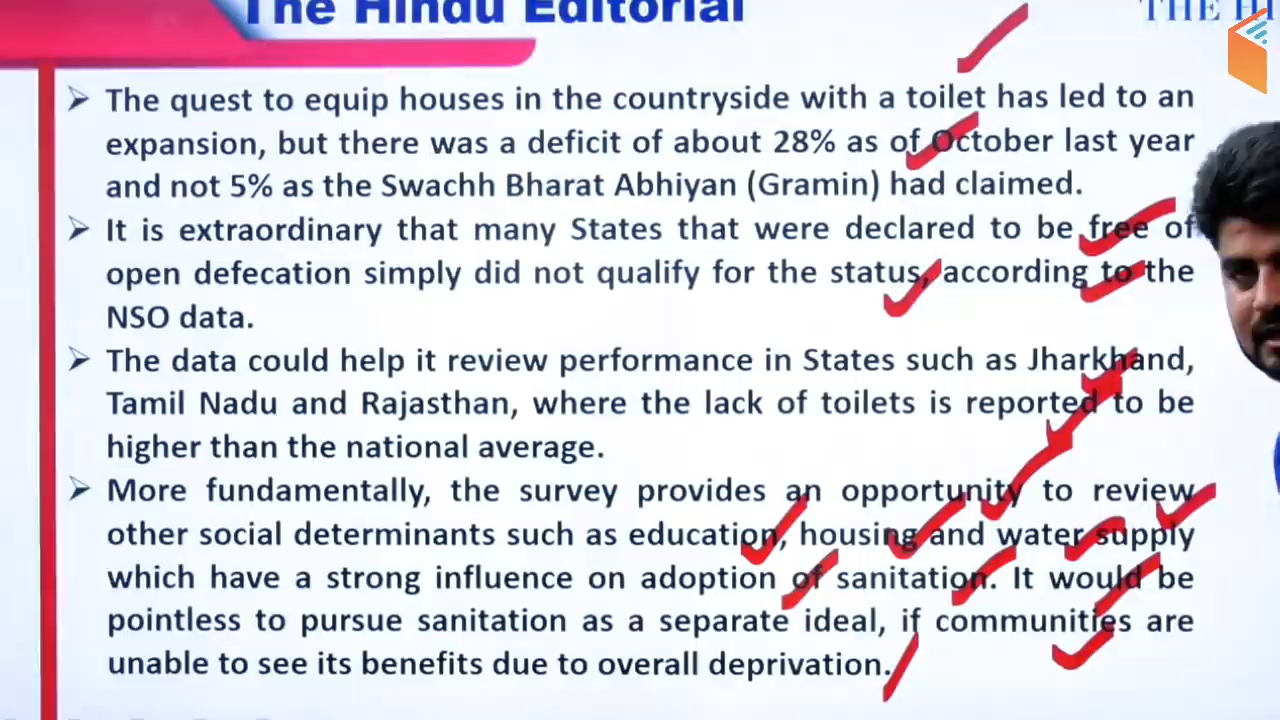 The Hindu Editorial
THE HI
➤ The quest to equip houses in the countryside with a toilet has led to an
expansion, but there was a deficit of about 28% as of October last year
and not 5% as the Swachh Bharat Abhiyan (Gramin) had claimed.
➤ It is extraordinary that many States that were declared to be free of
open defecation simply did not qualify for the status, according to the
NSO data.
➤ The data could help it review performance in States such as Jharkhand,
Tamil Nadu and Rajasthan, where the lack of toilets is reported to be
higher than the national average.
➤ More fundamentally, the survey provides an opportunity to review
other social determinants such as education, housing and water supply
which have a strong influence on adoption of sanitation. It would be
pointless to pursue sanitation as a separate ideal, if communities are
unable to see its benefits due to overall deprivation.